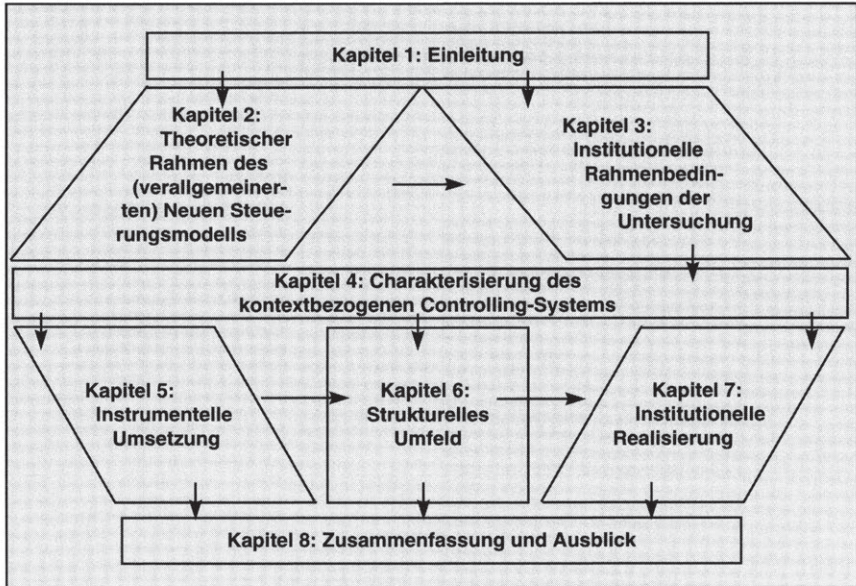 Kapitel 1: Einleitung
Kapitel 2:
Theoretischer
Rahmen des
(verallgemeiner-
ten) Neuen Steue-
rungsmodells
Kapitel 3:
Institutionelle
Rahmenbedin-
gungen der
Untersuchung
Kapitel 4: Charakterisierung des
kontextbezogenen Controlling-Systems
Kapitel 5:
Instrumentelle
Umsetzung
Kapitel 6:
Strukturelles
Umfeld
Kapitel 7:
Institutionelle
Realisierung
Kapitel 8: Zusammenfassung und Ausblick